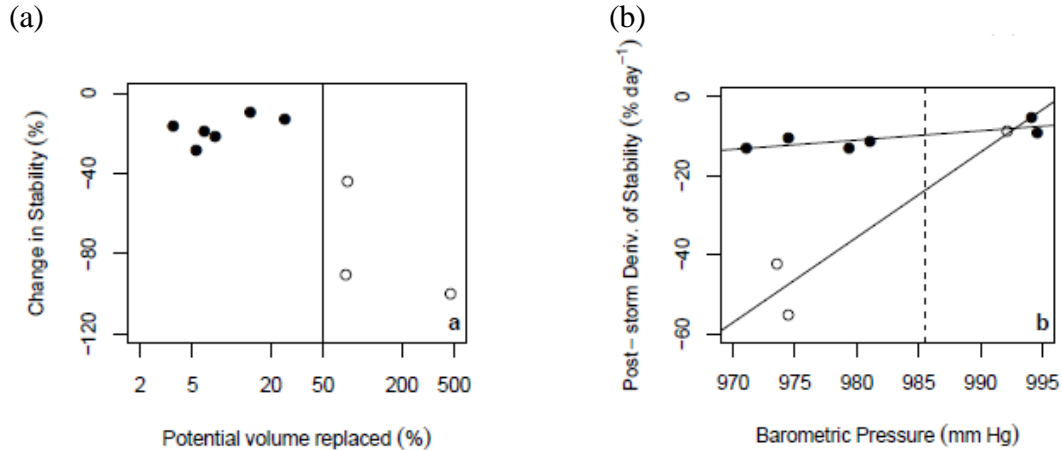 (a)
Change in Stability (%)
0
−40
−80
−120
2 5 20 50 200 500
a
Potential volume replaced (%)
(b)
Post−storm Deriv. of Stability (% day⁻¹)
0
−20
−40
−60
970 975 980 985 990 995
b
Barometric Pressure (mm Hg)